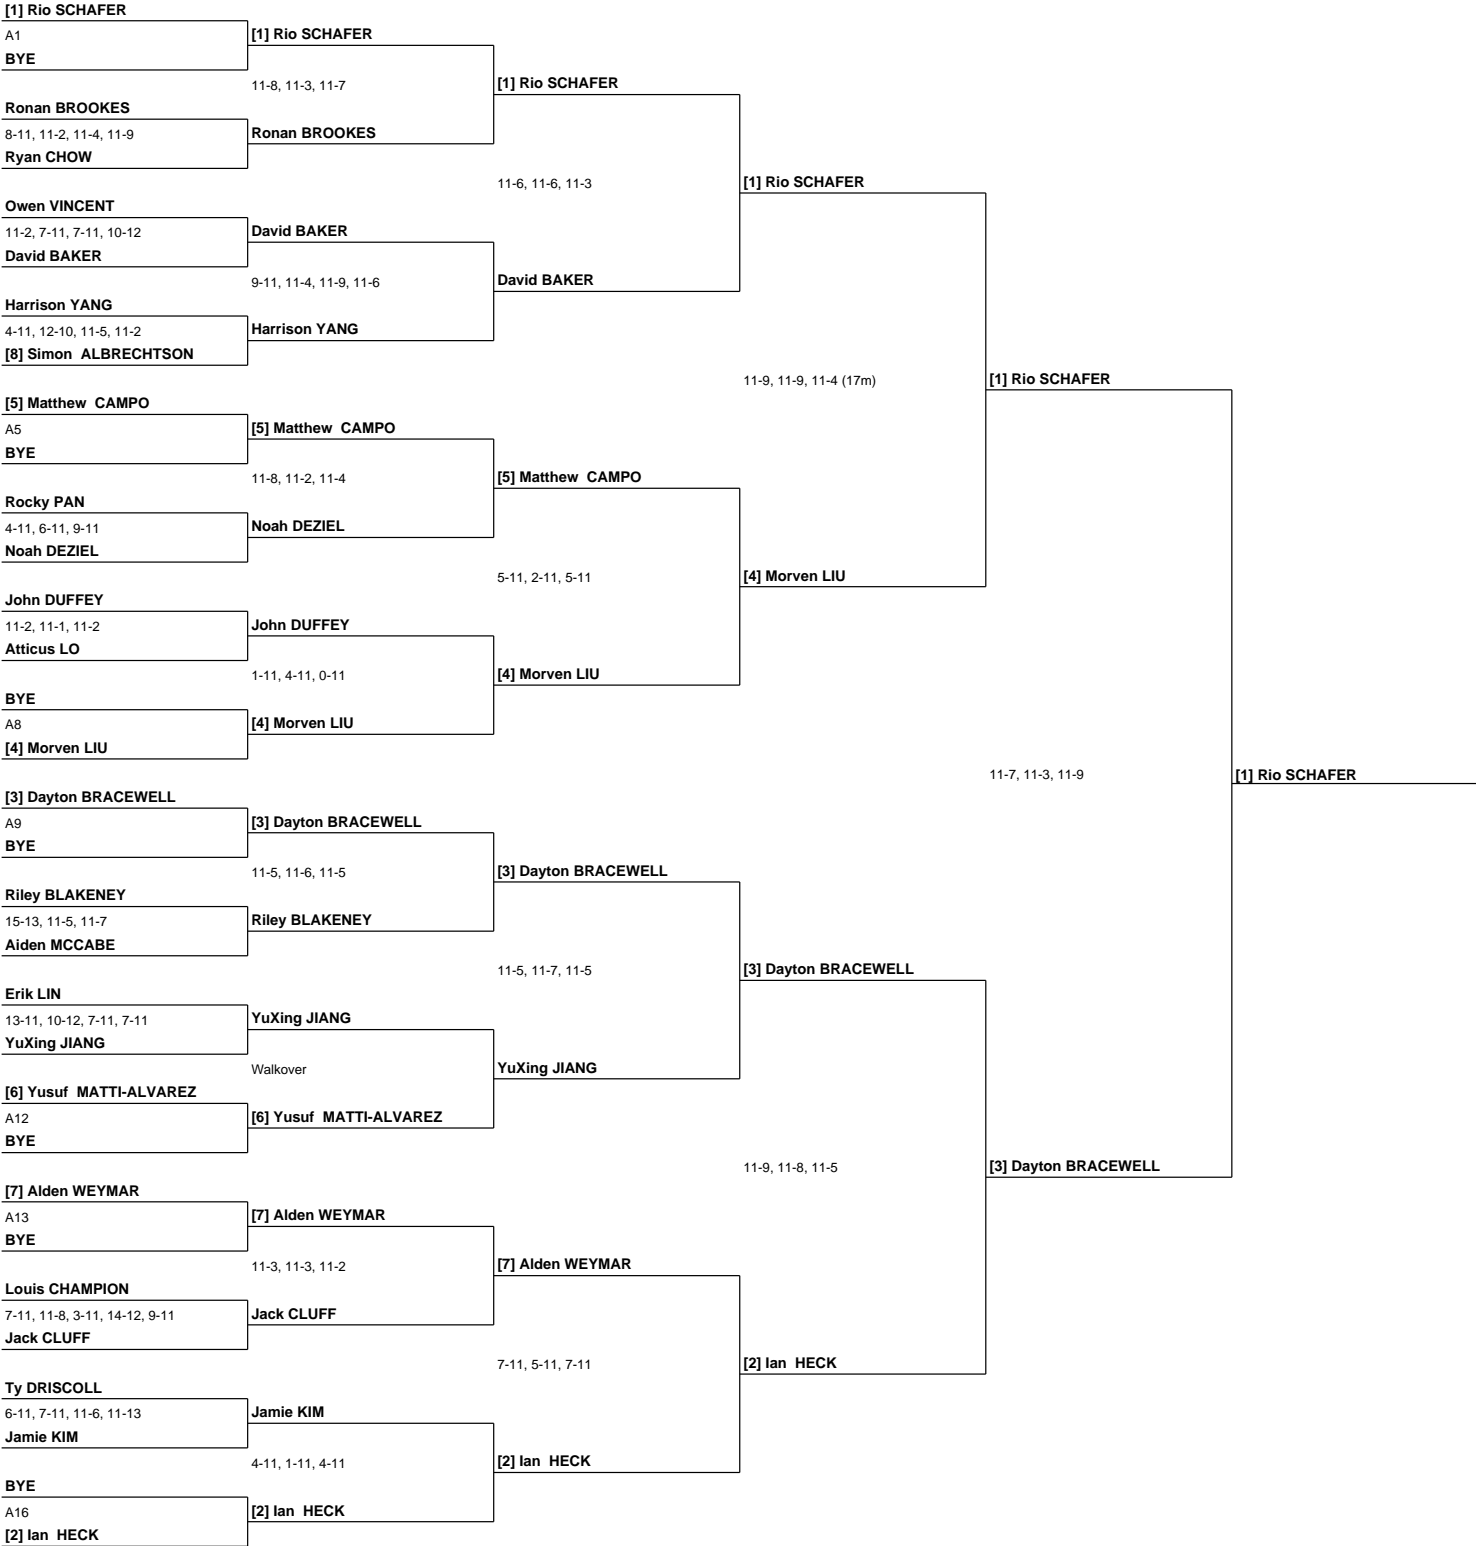 [1] Rio SCHAFER
A1
BYE
Ronan BROOKES
8-11, 11-2, 11-4, 11-9
Ryan CHOW
Owen VINCENT
11-2, 7-11, 7-11, 10-12
David BAKER
Harrison YANG
4-11, 12-10, 11-5, 11-2
[8] Simon ALBRECHTSON
[5] Matthew CAMPO
A5
BYE
Rocky PAN
4-11, 6-11, 9-11
Noah DEZIEL
John DUFFEY
11-2, 11-1, 11-2
Atticus LO
BYE
A8
[4] Morven LIU
[3] Dayton BRACEWELL
A9
BYE
Riley BLAKENEY
15-13, 11-5, 11-7
Aiden MCCABE
Erik LIN
13-11, 10-12, 7-11, 7-11
YuXing JIANG
[6] Yusuf MATTI-ALVAREZ
A12
BYE
[7] Alden WEYMAR
A13
BYE
Louis CHAMPION
7-11, 11-8, 3-11, 14-12, 9-11
Jack CLUFF
Ty DRISCOLL
6-11, 7-11, 11-6, 11-13
Jamie KIM
BYE
A16
[2] Ian HECK
[1] Rio SCHAFER
11-8, 11-3, 11-7
Ronan BROOKES
David BAKER
9-11, 11-4, 11-9, 11-6
Harrison YANG
[5] Matthew CAMPO
11-8, 11-2, 11-4
Noah DEZIEL
John DUFFEY
1-11, 4-11, 0-11
[4] Morven LIU
[3] Dayton BRACEWELL
11-5, 11-6, 11-5
Riley BLAKENEY
YuXing JIANG
Walkover
[6] Yusuf MATTI-ALVAREZ
[7] Alden WEYMAR
11-3, 11-3, 11-2
Jack CLUFF
Jamie KIM
4-11, 1-11, 4-11
[2] Ian HECK
[1] Rio SCHAFER
11-6, 11-6, 11-3
David BAKER
[5] Matthew CAMPO
5-11, 2-11, 5-11
[4] Morven LIU
[3] Dayton BRACEWELL
11-5, 11-7, 11-5
YuXing JIANG
[7] Alden WEYMAR
7-11, 5-11, 7-11
[2] Ian HECK
[1] Rio SCHAFER
11-9, 11-9, 11-4 (17m)
[4] Morven LIU
[3] Dayton BRACEWELL
11-9, 11-8, 11-5
[2] Ian HECK
[1] Rio SCHAFER
11-7, 11-3, 11-9
[3] Dayton BRACEWELL
[1] Rio SCHAFER